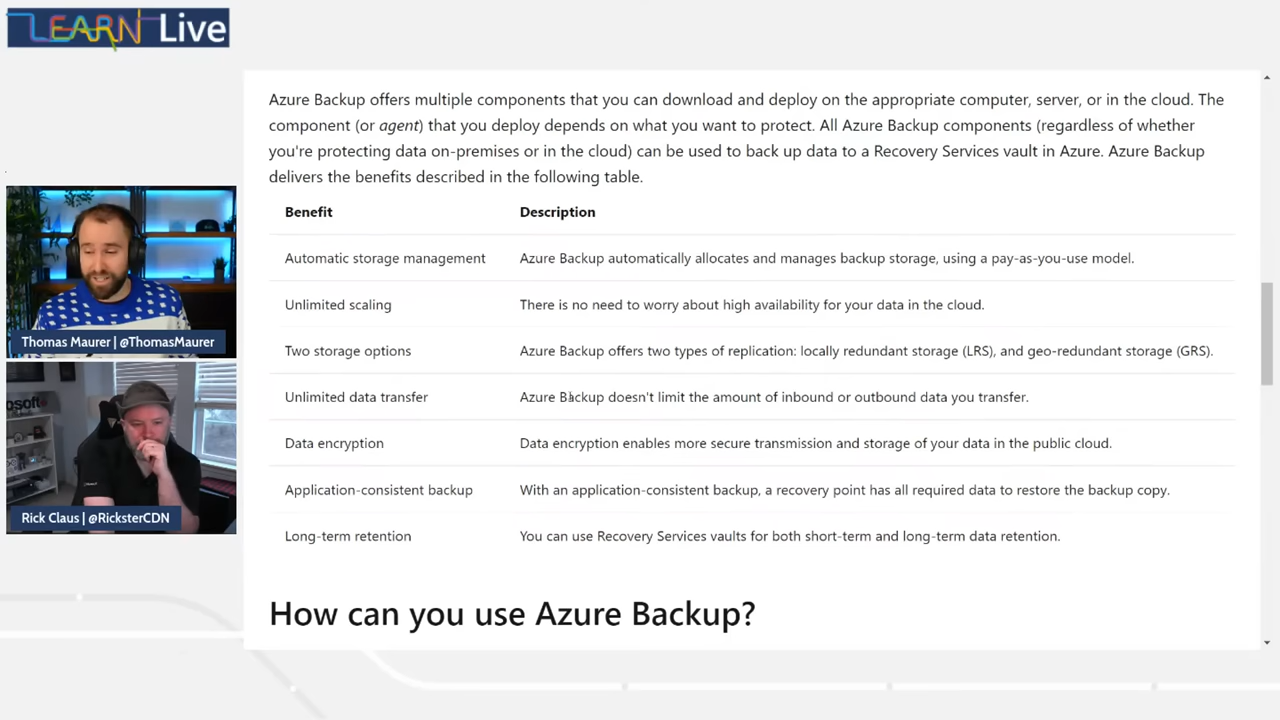 LEARN Live
Azure Backup offers multiple components that you can download and deploy on the appropriate computer, server, or in the cloud. The
component (or agent) that you deploy depends on what you want to protect. All Azure Backup components (regardless of whether
you're protecting data on-premises or in the cloud) can be used to back up data to a Recovery Services vault in Azure. Azure Backup
delivers the benefits described in the following table.
Benefit Description
Automatic storage management Azure Backup automatically allocates and manages backup storage, using a pay-as-you-use model.
Unlimited scaling There is no need to worry about high availability for your data in the cloud.
Two storage options Azure Backup offers two types of replication: locally redundant storage (LRS), and geo-redundant storage (GRS).
Unlimited data transfer Azure Backup doesn't limit the amount of inbound or outbound data you transfer.
Data encryption Data encryption enables more secure transmission and storage of your data in the public cloud.
Application-consistent backup With an application-consistent backup, a recovery point has all required data to restore the backup copy.
Long-term retention You can use Recovery Services vaults for both short-term and long-term data retention.
How can you use Azure Backup?
Thomas Maurer | @ThomasMaurer
osoft
Rick Claus | @RicksterCDN